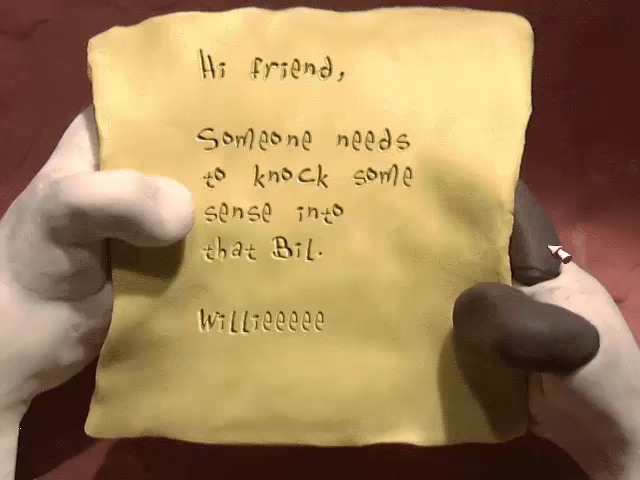 Hi friend,
Someone needs
to knock some
sense into
that Bil.
Willieeeee